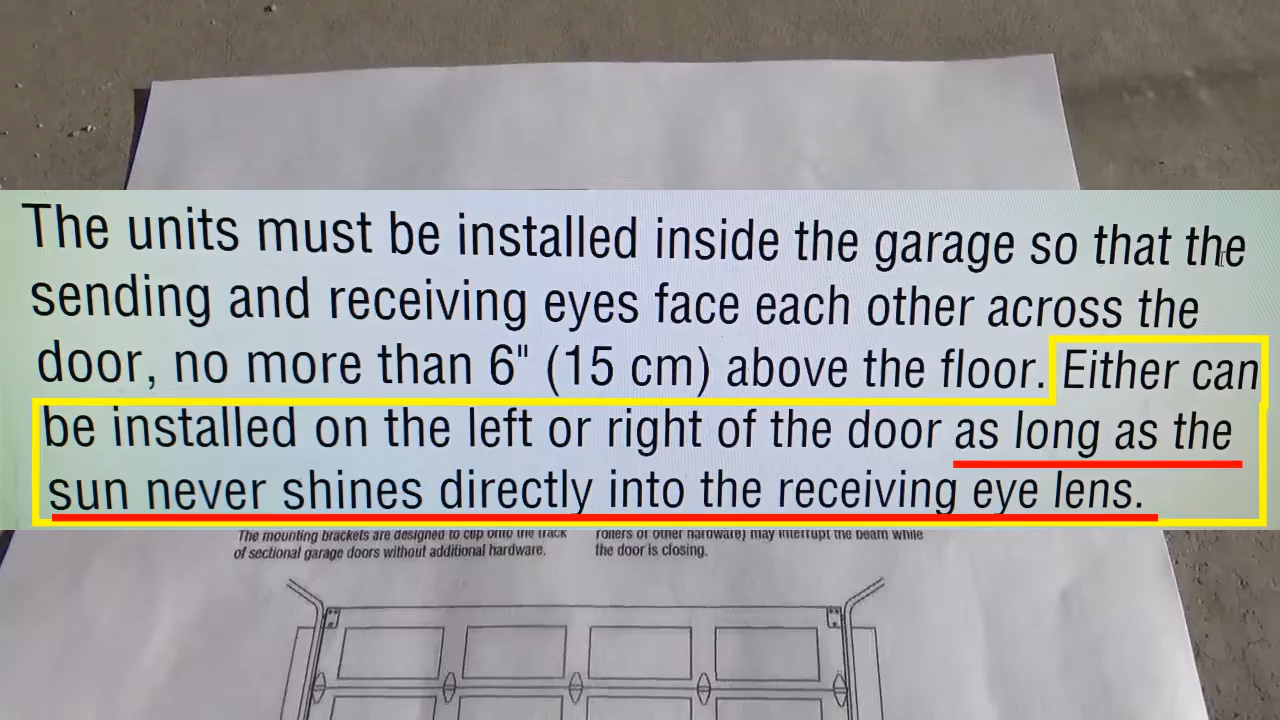 The units must be installed inside the garage so that the
sending and receiving eyes face each other across the
door, no more than 6" (15 cm) above the floor. Either can
be installed on the left or right of the door as long as the
sun never shines directly into the receiving eye lens.
The mounting brackets are designed to clip onto the track
of sectional garage doors without additional hardware.
rollers or other hardware) may interrupt the beam while
the door is closing.